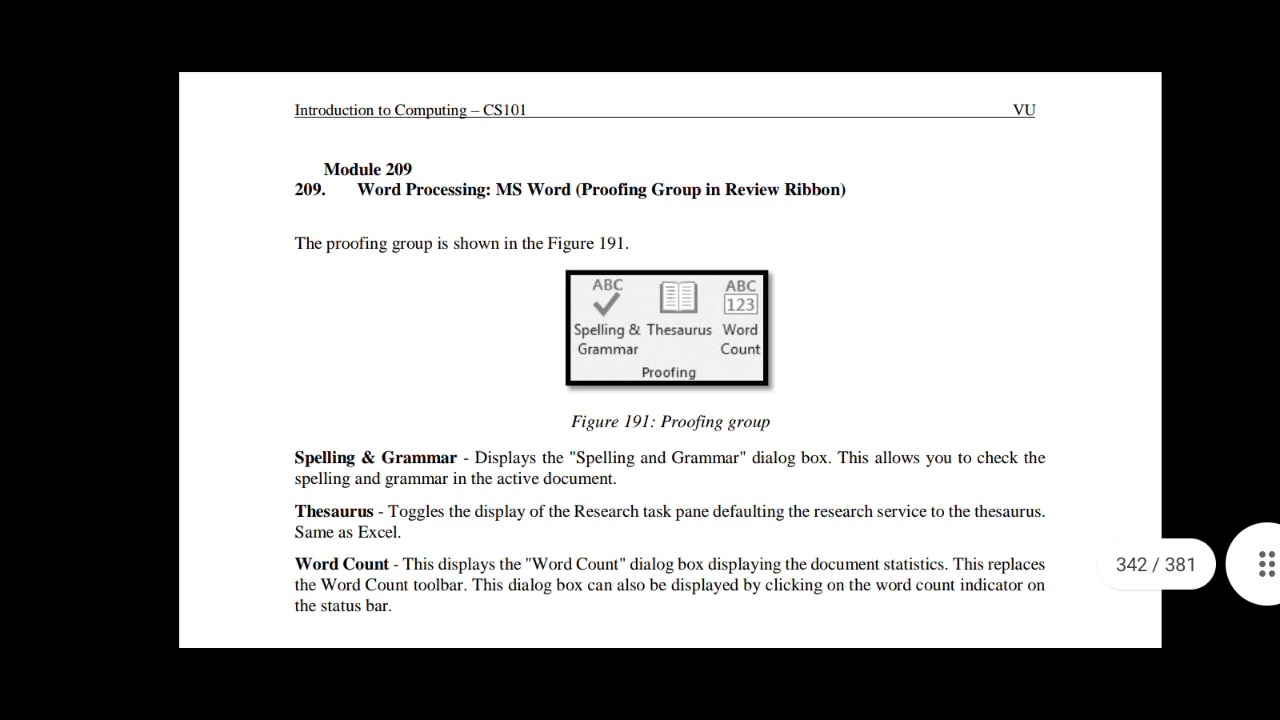 Introduction to Computing – CS101 VU
Module 209
209. Word Processing: MS Word (Proofing Group in Review Ribbon)
The proofing group is shown in the Figure 191.
ABC ABC
123
Spelling & Thesaurus Word
Grammar Count
Proofing
Figure 191: Proofing group
Spelling & Grammar - Displays the "Spelling and Grammar" dialog box. This allows you to check the
spelling and grammar in the active document.
Thesaurus - Toggles the display of the Research task pane defaulting the research service to the thesaurus.
Same as Excel.
Word Count - This displays the "Word Count" dialog box displaying the document statistics. This replaces
the Word Count toolbar. This dialog box can also be displayed by clicking on the word count indicator on
the status bar.
342 / 381